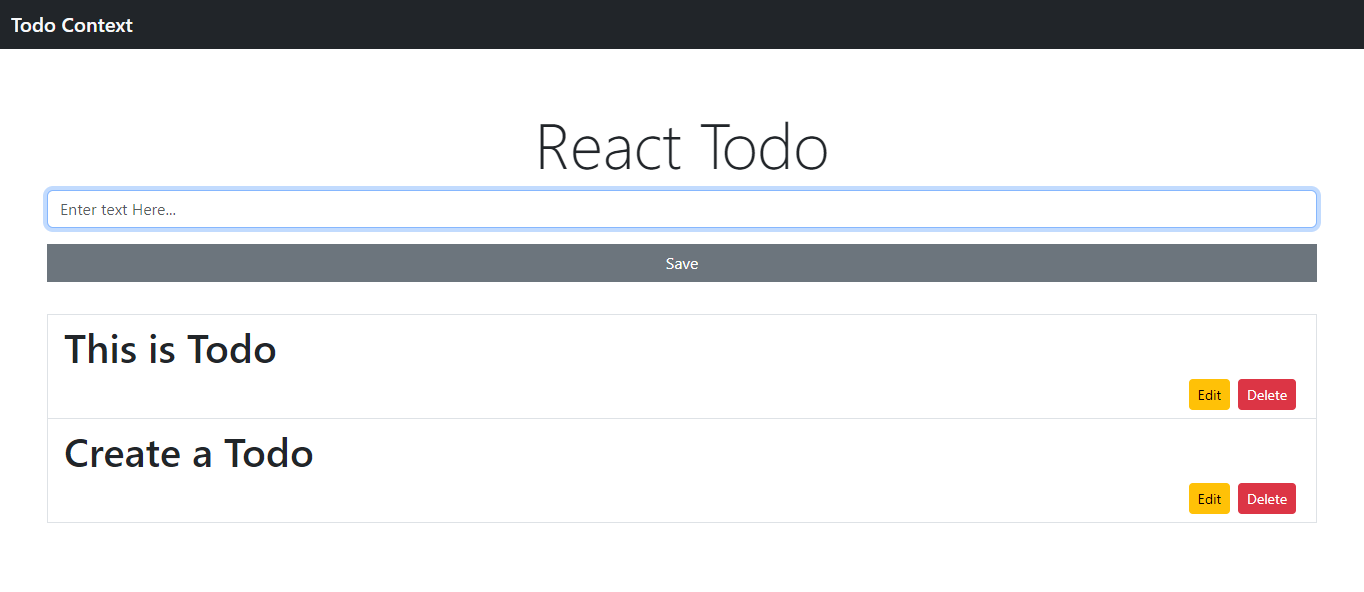 Todo Context
React Todo
Enter text Here...
Save
This is Todo
Edit Delete
Create a Todo
Edit Delete